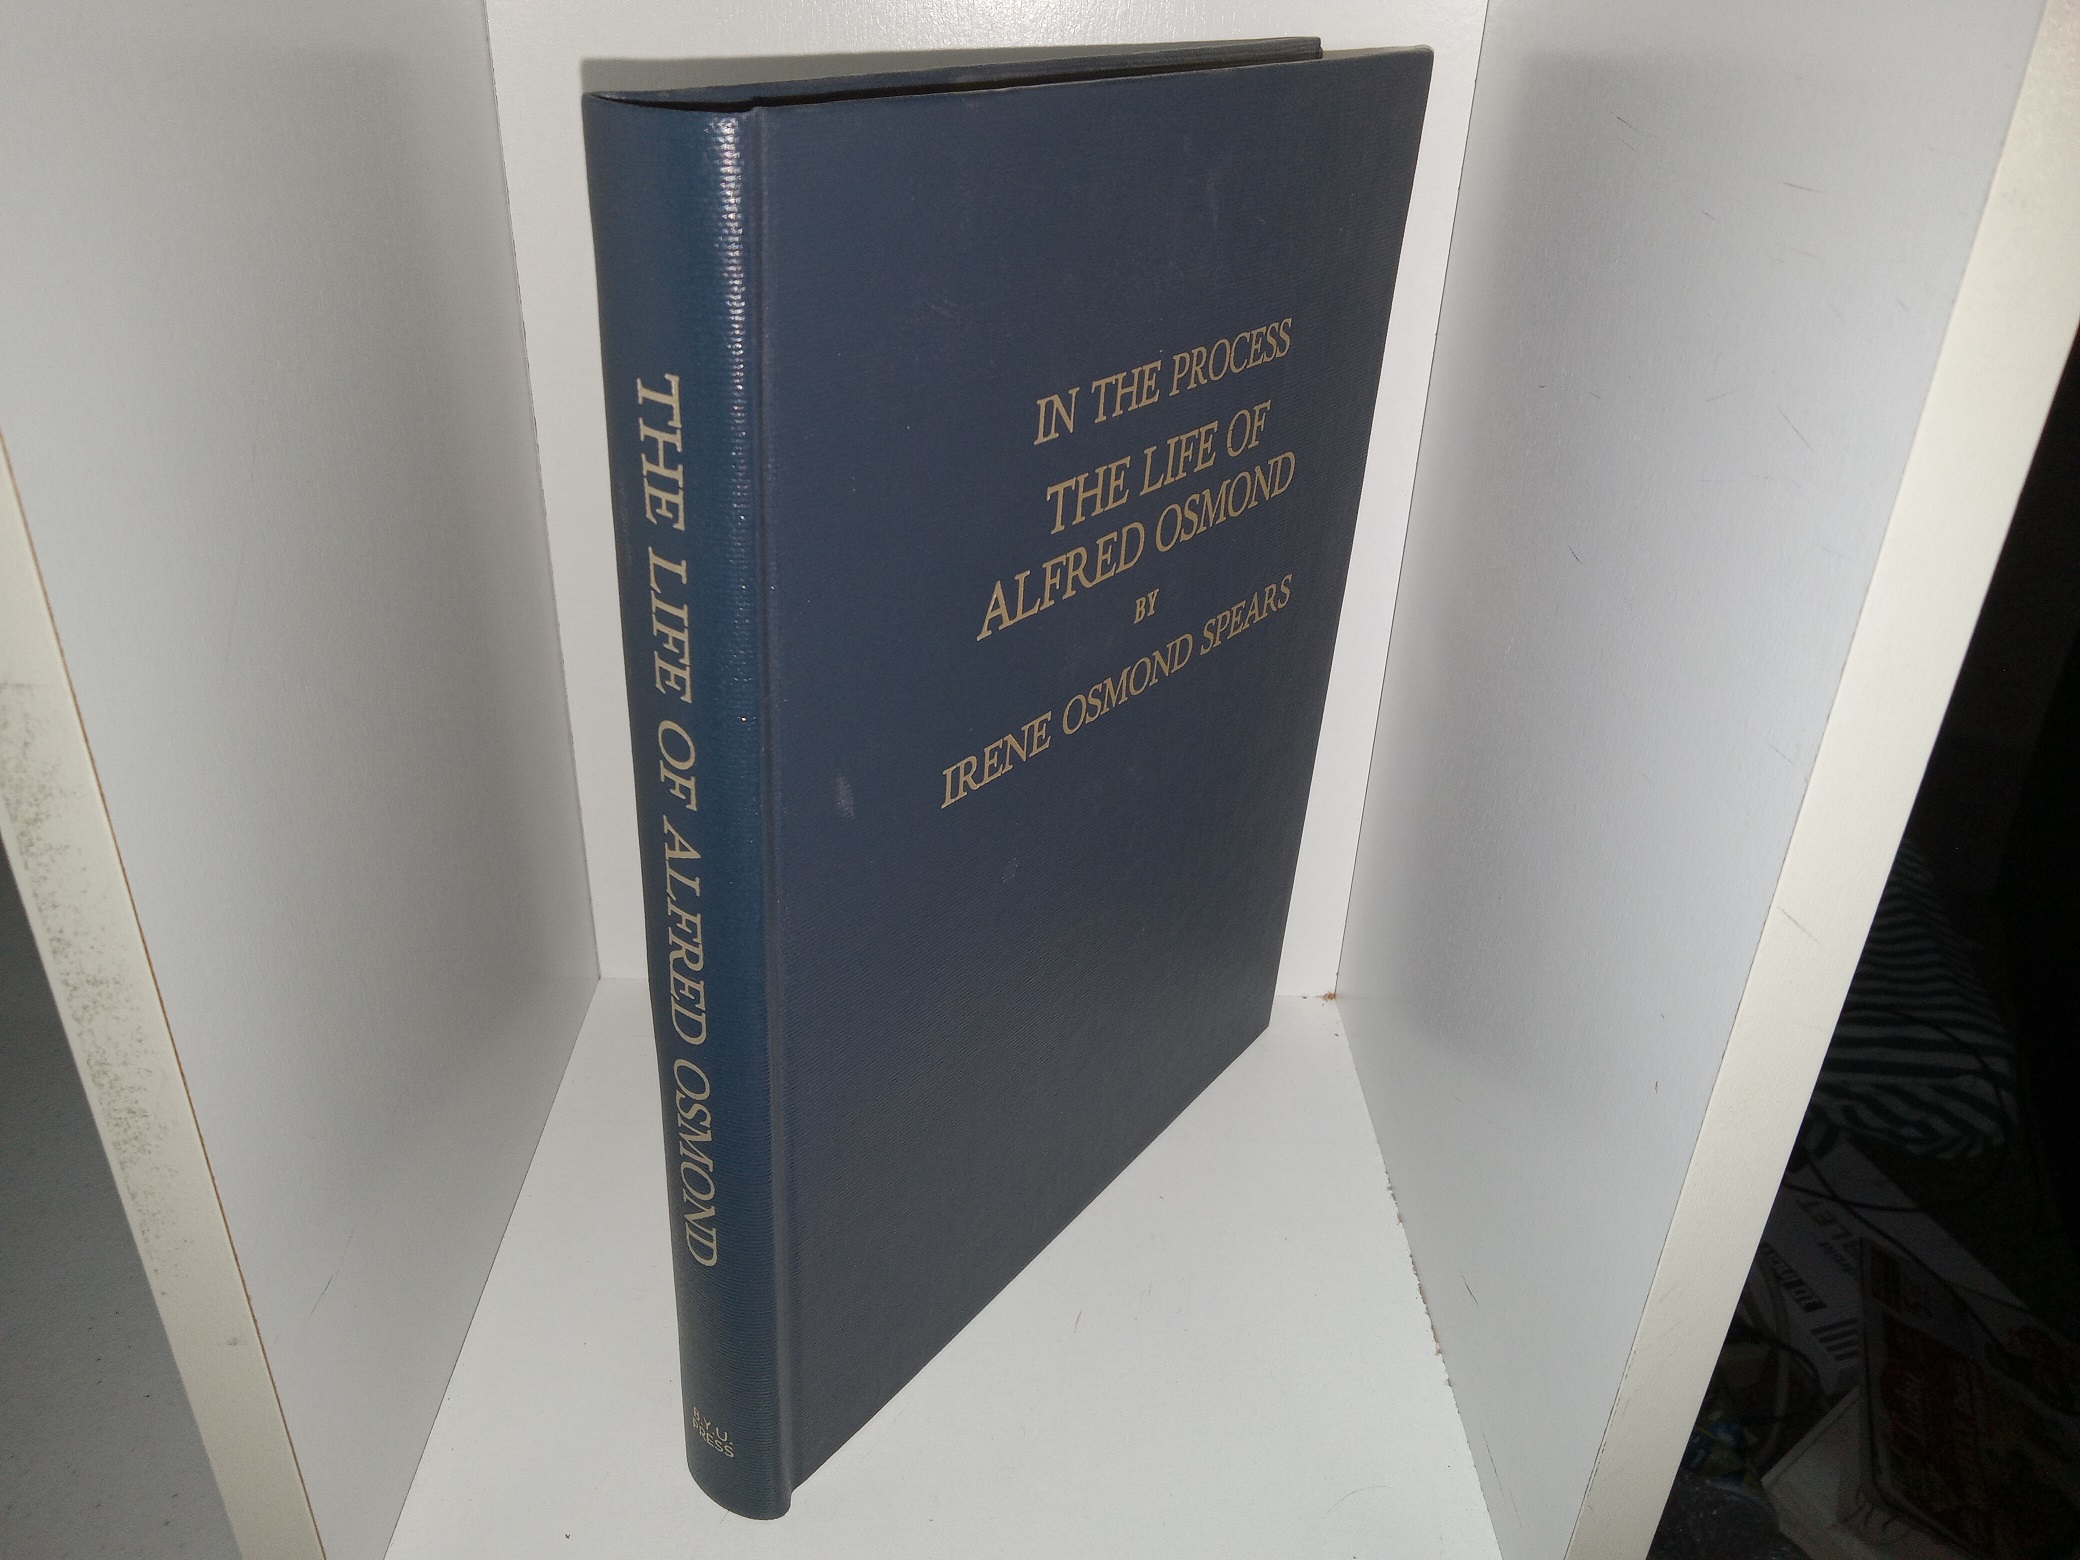 THE LIFE OF ALFRED OSMOND
B.Y.U.
PRESS
IN THE PROCESS
THE LIFE OF
ALFRED OSMOND
BY
IRENE OSMOND SPEARS